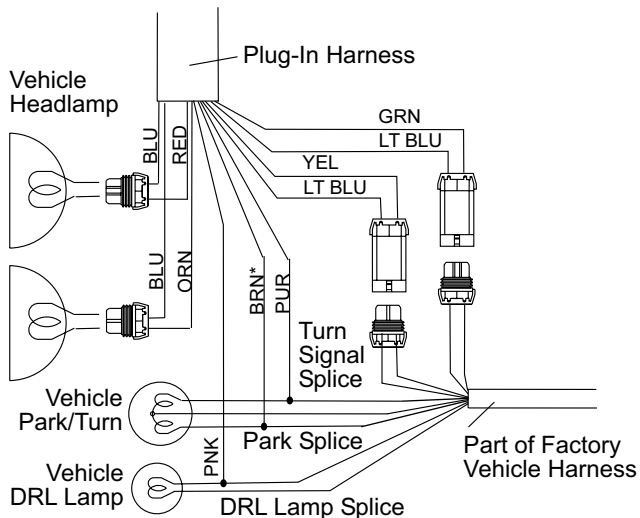 Plug-In Harness
Vehicle
Headlamp
GRN
LT BLU
YEL
LT BLU
BLU
RED
BLU
ORN
BRN*
PUR
Turn
Signal
Splice
Vehicle
Park/Turn
Park Splice
Part of Factory
Vehicle Harness
PNK
Vehicle
DRL Lamp
DRL Lamp Splice